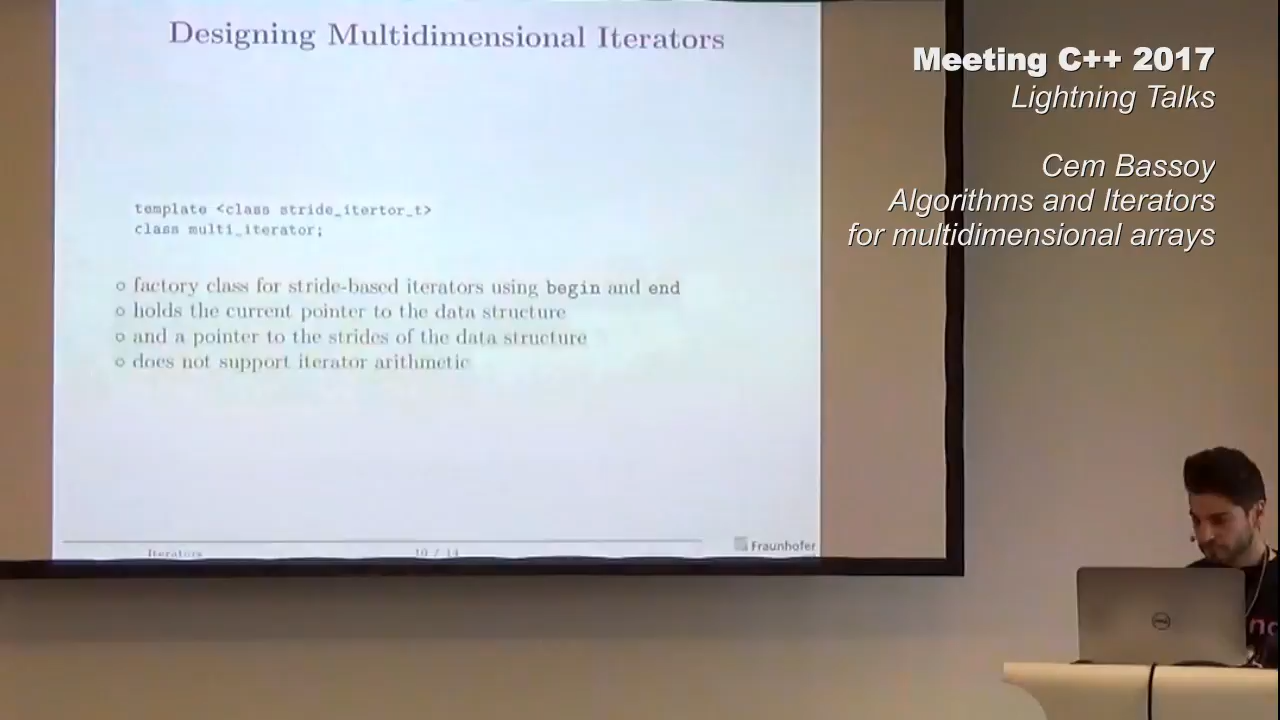 Designing Multidimensional Iterators
template <class stride_itertor_t>
class multi_iterator;
○ factory class for stride-based iterators using begin and end
○ holds the current pointer to the data structure
○ and a pointer to the strides of the data structure
○ does not support iterator arithmetic
Iterators
10 / 14
Fraunhofer
Meeting C++ 2017
Lightning Talks
Cem Bassoy
Algorithms and Iterators
for multidimensional arrays
DELL